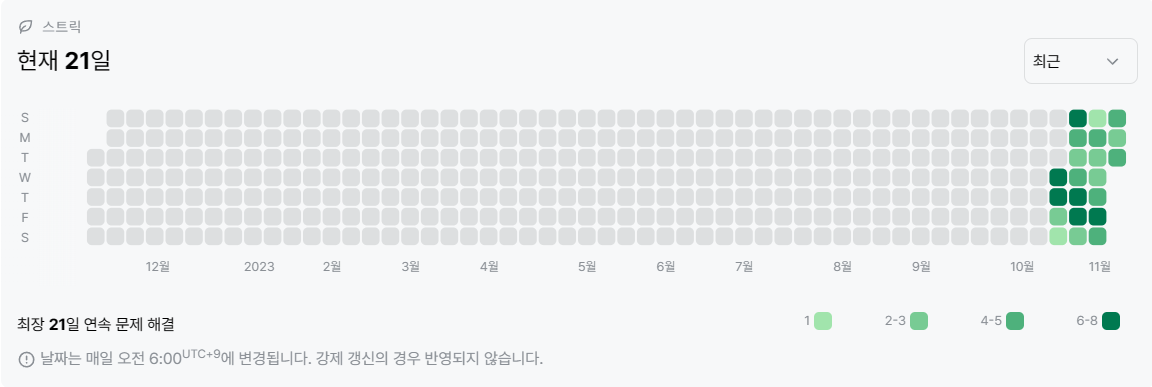 스트릭
현재 21일
최근
S
M
T
W
T
F
S
12월 2023 2월 3월 4월 5월 6월 7월 8월 9월 10월 11월
최장 21일 연속 문제 해결
1 2-3 4-5 6-8
날짜는 매일 오전 6:00UTC+9에 변경됩니다. 강제 갱신의 경우 반영되지 않습니다.